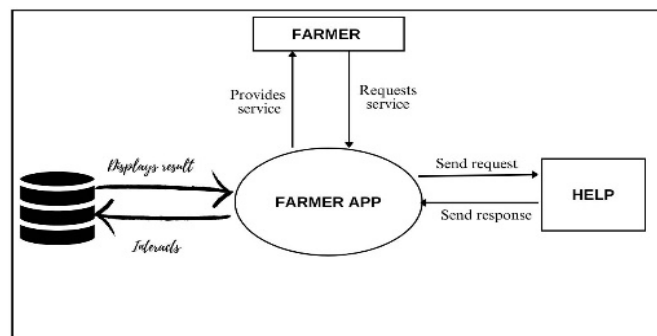 FARMER
Provides
service
Requests
service
Displays result
Send request
FARMER APP
HELP
Send response
Interacts